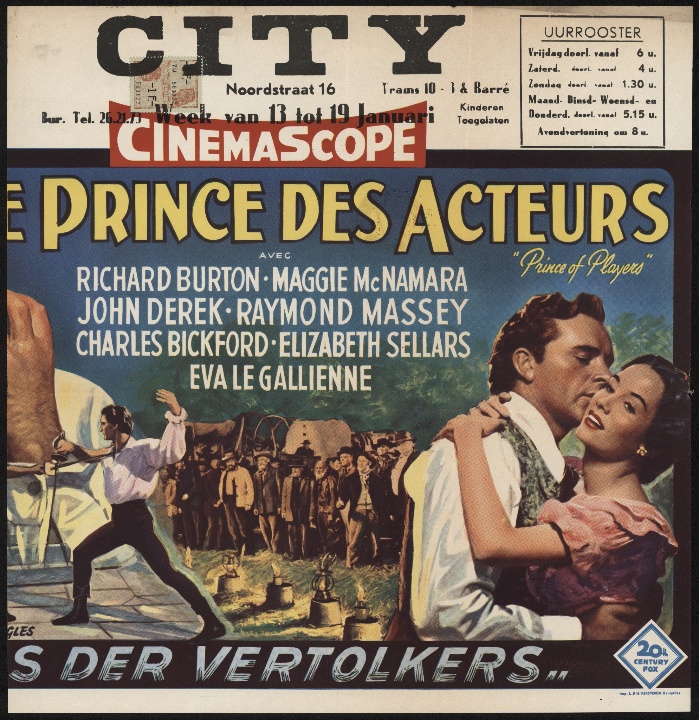 CITY
Noordstraat 16
Trams 10 - 3 & Barré
Bur. Tel. 26.21.73
Week van 13 tot 19 Januari
Kinderen
Toegelaten
UURROOSTER
Vrijdag doorl. vanaf 6 u.
Zaterd. doorl. vanaf 4 u.
Zondag doorl. vanaf 1.30 u.
Maand. Dinsd- Woensd- en
Donderd. doorl. vanaf 5.15 u.
Avondvertoning om 8 u.
CINEMASCOPE
E PRINCE DES ACTEURS
"Prince of Players"
AVEC
RICHARD BURTON · MAGGIE McNAMARA
JOHN DEREK · RAYMOND MASSEY
CHARLES BICKFORD · ELIZABETH SELLARS
EVA LE GALLIENNE
GLES
S DER VERTOLKERS..
20th
CENTURY
FOX